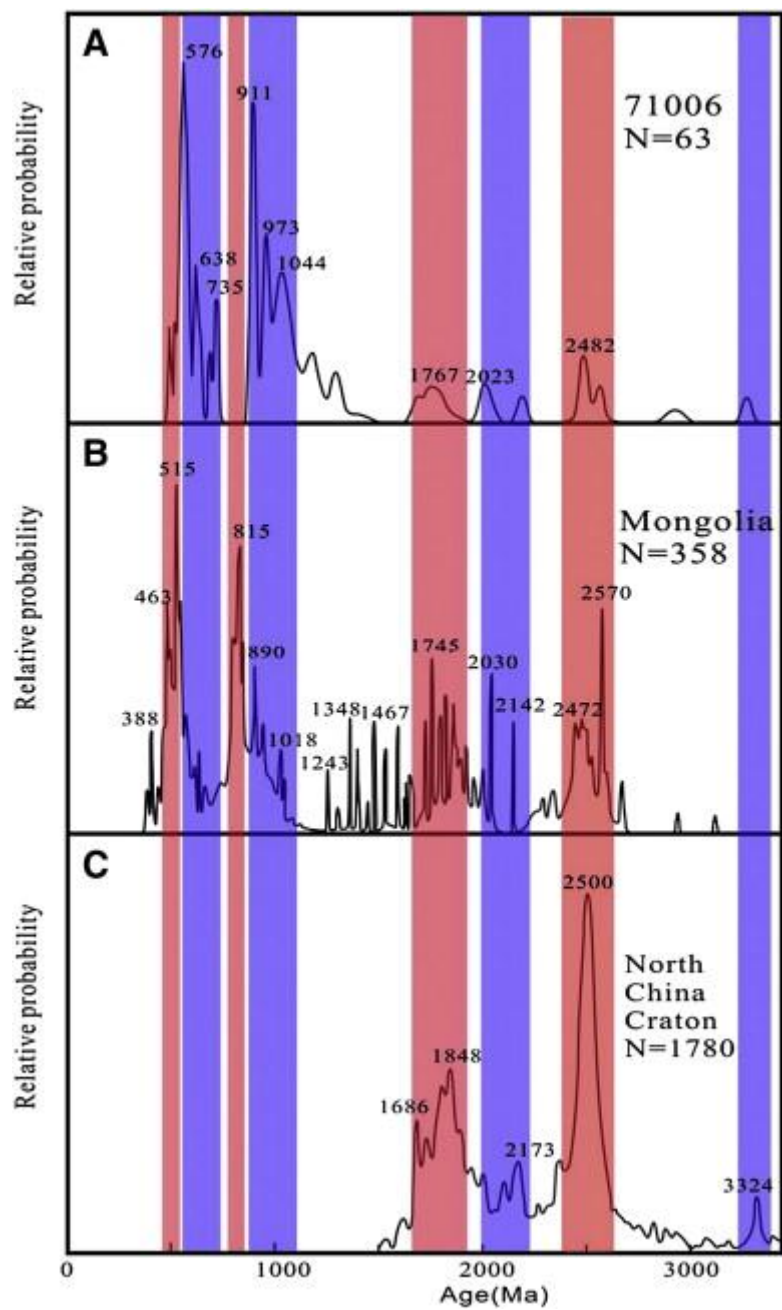 A
576
911
71006
N=63
973
638
1044
735
2482
1767
2023
Relative probability
B
515
Mongolia
N=358
815
2570
463
1745
890
2030
388
1348
1467
2142
2472
1018
1243
Relative probability
C
2500
North
China
Craton
N=1780
1848
1686
2173
3324
Relative probability
0
1000
2000
3000
Age(Ma)